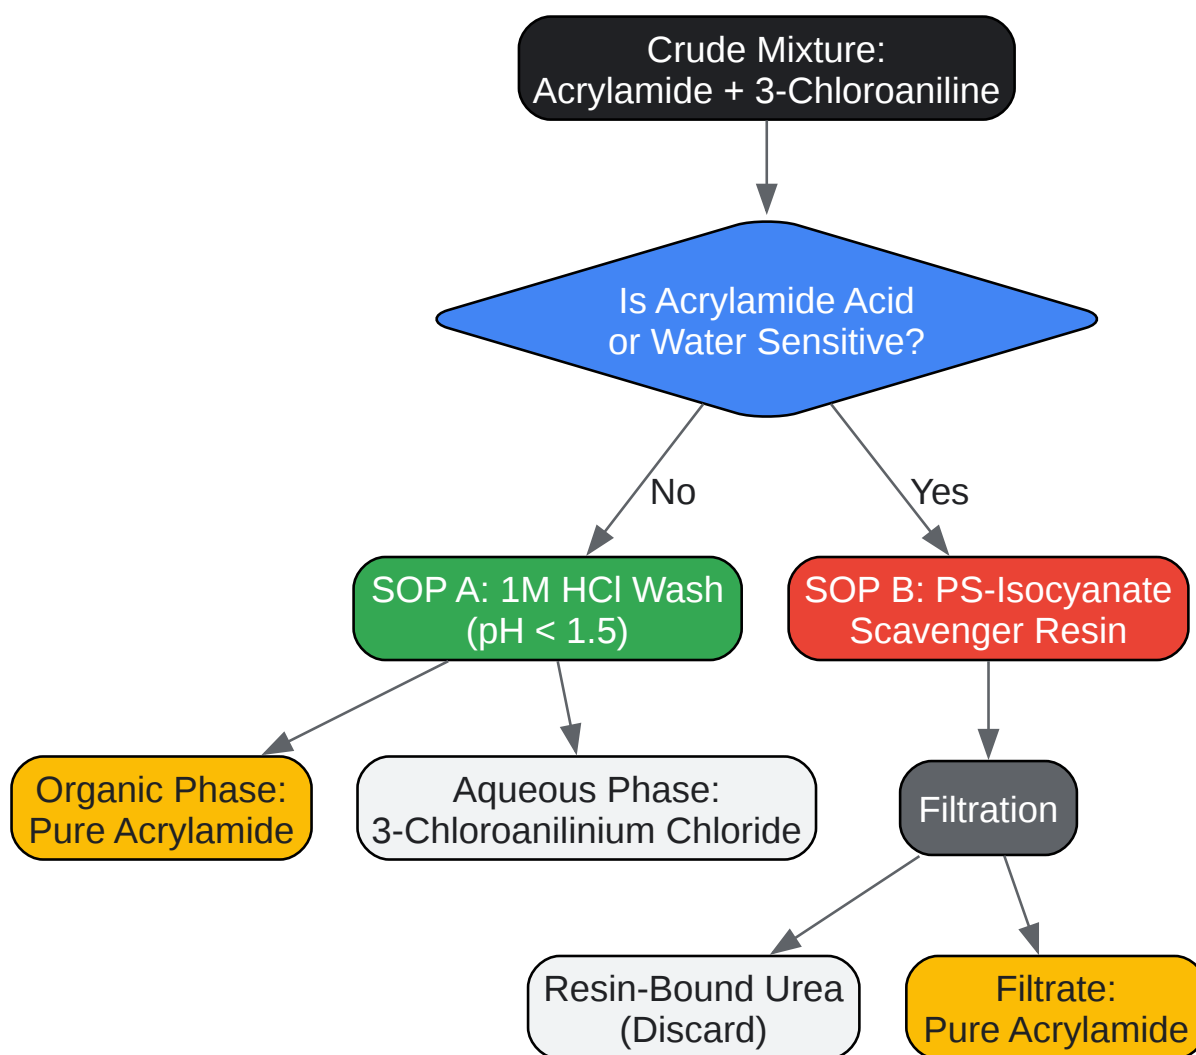 Crude Mixture:
Acrylamide + 3-Chloroaniline
Is Acrylamide Acid
or Water Sensitive?
No
Yes
SOP A: 1M HCl Wash
(pH < 1.5)
SOP B: PS-Isocyanate
Scavenger Resin
Organic Phase:
Pure Acrylamide
Aqueous Phase:
3-Chloroanilinium Chloride
Filtration
Resin-Bound Urea
(Discard)
Filtrate:
Pure Acrylamide